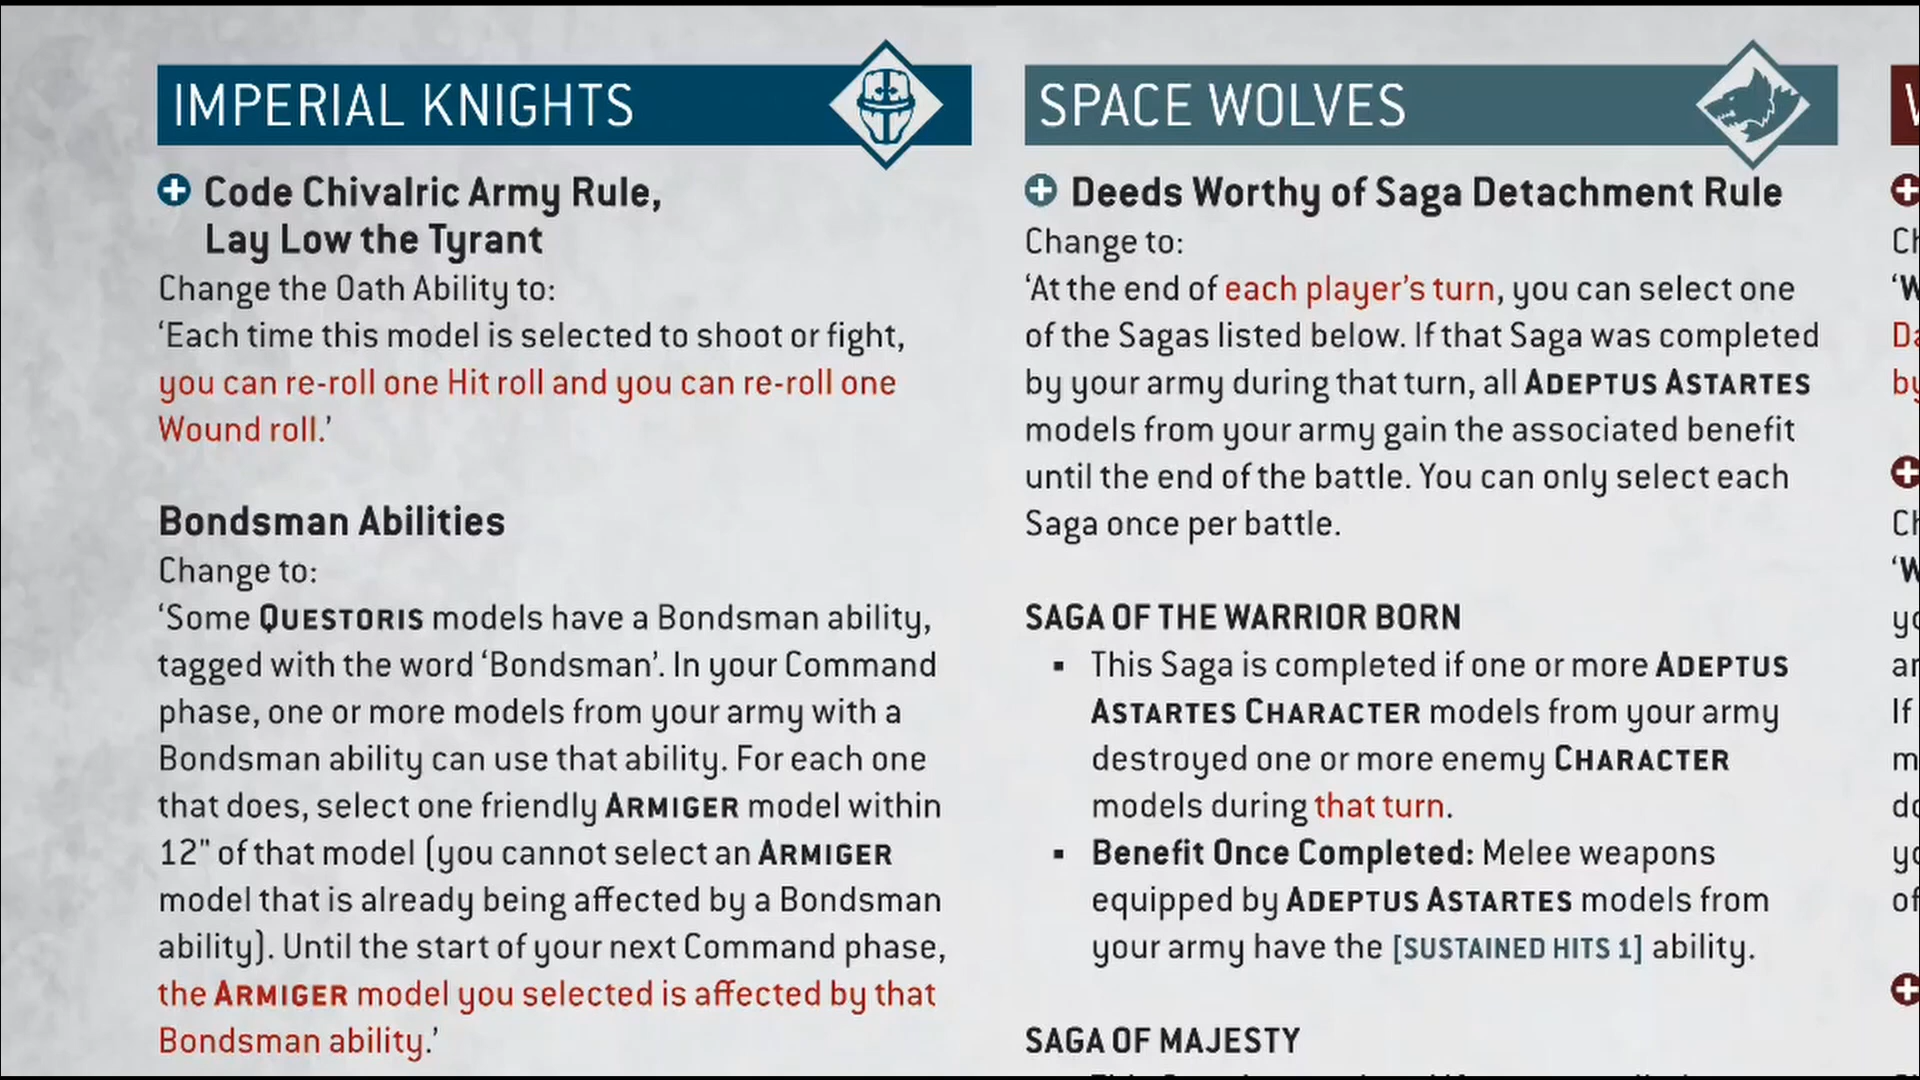 IMPERIAL KNIGHTS
Code Chivalric Army Rule,
Lay Low the Tyrant
Change the Oath Ability to:
‘Each time this model is selected to shoot or fight,
you can re-roll one Hit roll and you can re-roll one
Wound roll.’
Bondsman Abilities
Change to:
‘Some QUESTORIS models have a Bondsman ability,
tagged with the word ‘Bondsman’. In your Command
phase, one or more models from your army with a
Bondsman ability can use that ability. For each one
that does, select one friendly ARMIGER model within
12" of that model (you cannot select an ARMIGER
model that is already being affected by a Bondsman
ability). Until the start of your next Command phase,
the ARMIGER model you selected is affected by that
Bondsman ability.’
SPACE WOLVES
Deeds Worthy of Saga Detachment Rule
Change to:
‘At the end of each player’s turn, you can select one
of the Sagas listed below. If that Saga was completed
by your army during that turn, all ADEPTUS ASTARTES
models from your army gain the associated benefit
until the end of the battle. You can only select each
Saga once per battle.
SAGA OF THE WARRIOR BORN
▪ This Saga is completed if one or more ADEPTUS
ASTARTES CHARACTER models from your army
destroyed one or more enemy CHARACTER
models during that turn.
▪ Benefit Once Completed: Melee weapons
equipped by ADEPTUS ASTARTES models from
your army have the [SUSTAINED HITS 1] ability.
SAGA OF MAJESTY